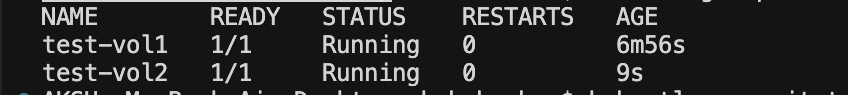 NAME READY STATUS RESTARTS AGE
test-vol1 1/1 Running 0 6m56s
test-vol2 1/1 Running 0 9s